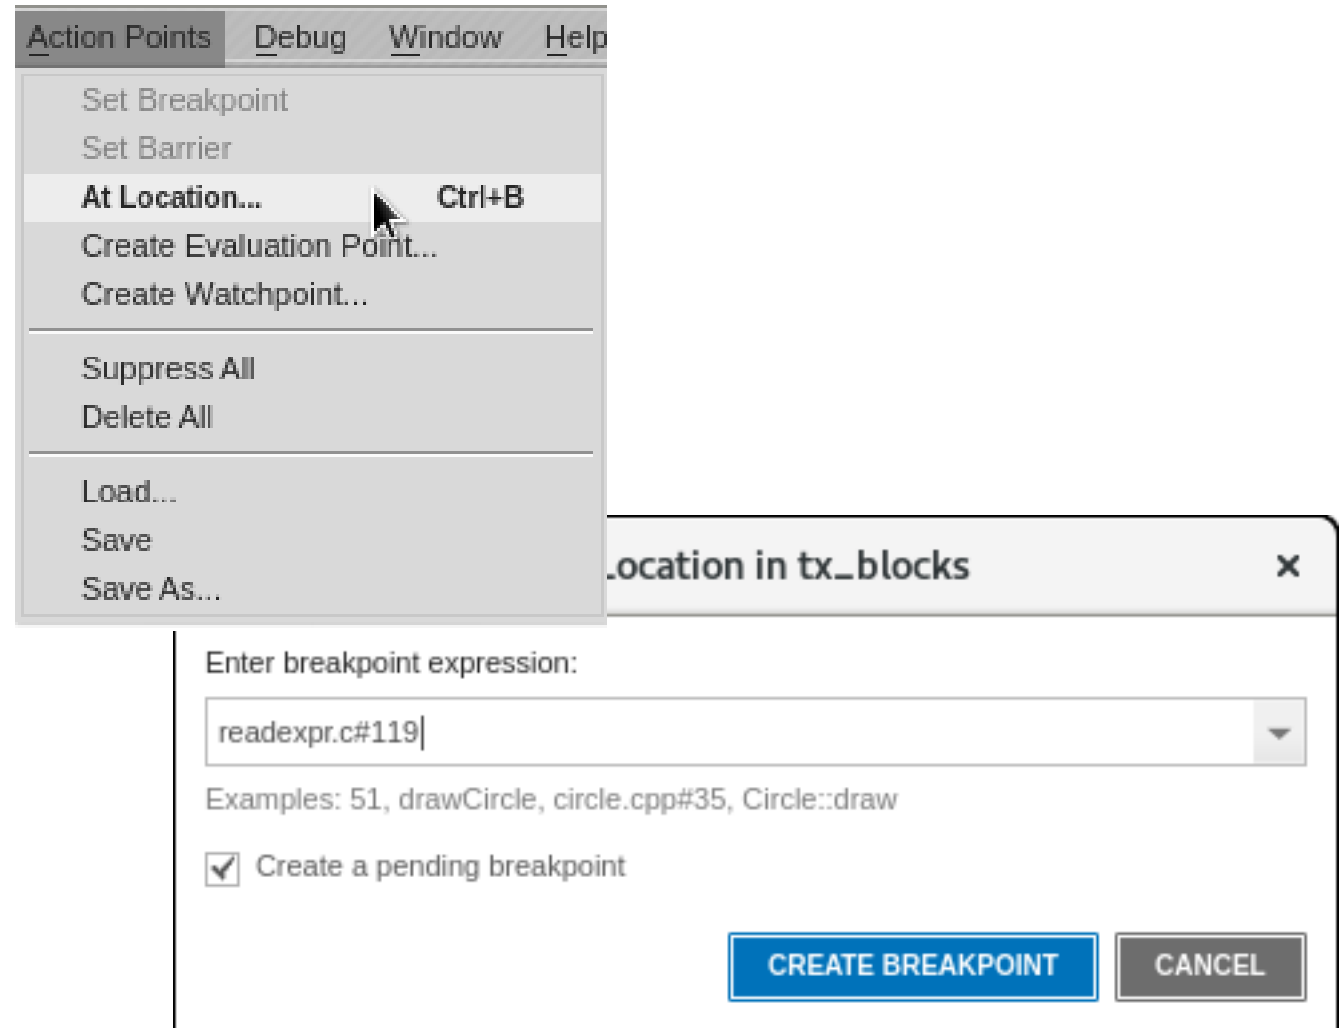 Action Points Debug Window Help
Set Breakpoint
Set Barrier
At Location... Ctrl+B
Create Evaluation Point...
Create Watchpoint...
Suppress All
Delete All
Load...
Save
Save As...
Location in tx_blocks
Enter breakpoint expression:
readexpr.c#119
Examples: 51, drawCircle, circle.cpp#35, Circle::draw
Create a pending breakpoint
CREATE BREAKPOINT CANCEL